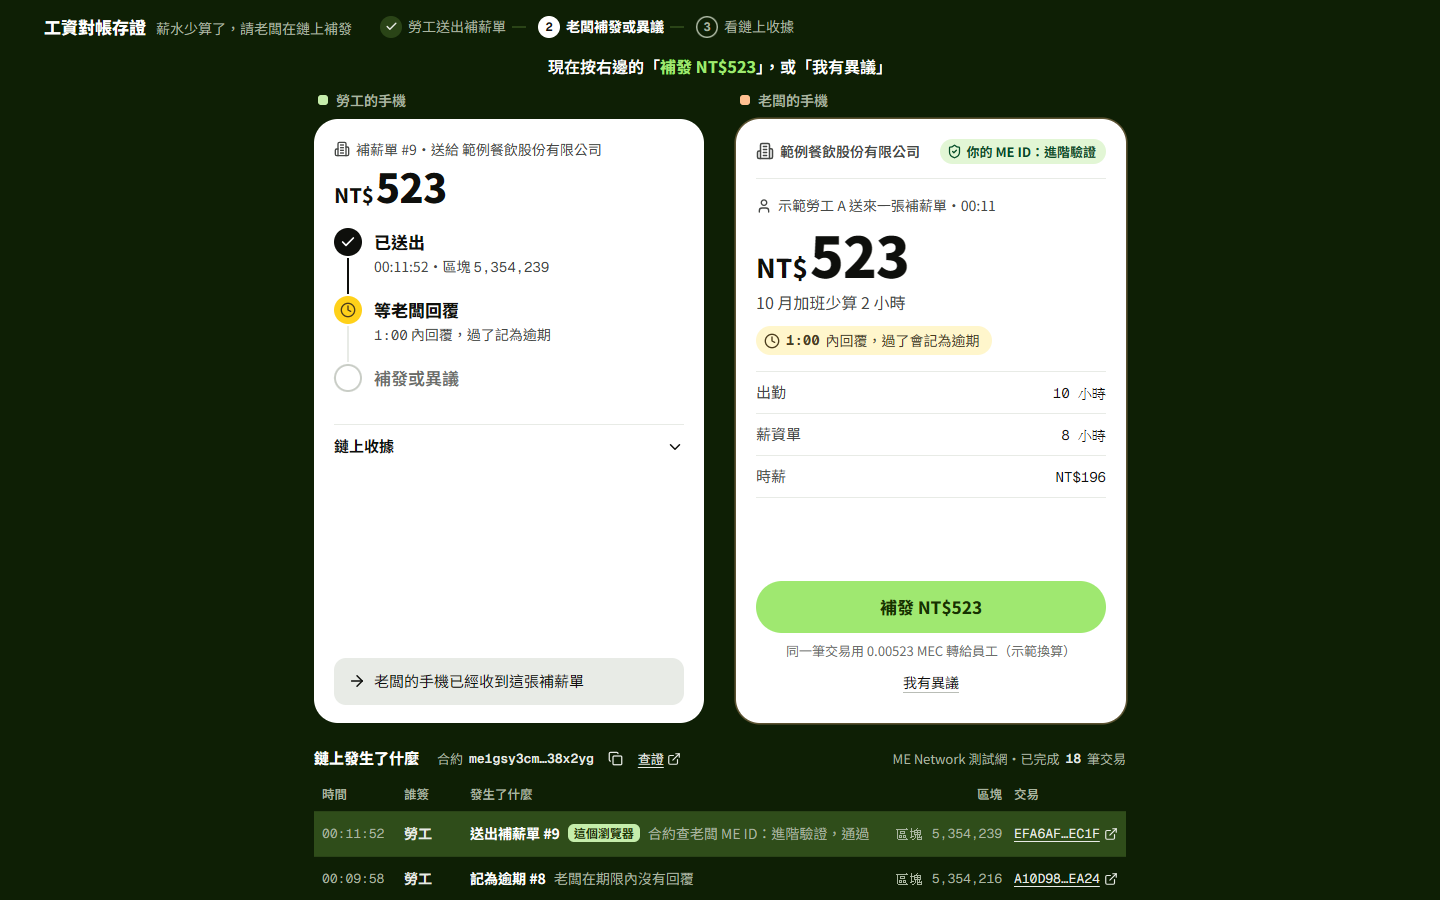 工資對帳存證 薪水少算了，請老闆在鏈上補發 勞工送出補薪單 2 老闆補發或異議 3 看鏈上收據
現在按右邊的「補發 NT$523」，或「我有異議」
勞工的手機
補薪單 #9・送給 範例餐飲股份有限公司
NT$523
已送出
00:11:52・區塊 5,354,239
等老闆回覆
1:00 內回覆，過了記為逾期
補發或異議
鏈上收據
老闆的手機已經收到這張補薪單
老闆的手機
範例餐飲股份有限公司 你的 ME ID：進階驗證
示範勞工 A 送來一張補薪單・00:11
NT$523
10 月加班少算 2 小時
1:00 內回覆，過了會記為逾期
出勤 10 小時
薪資單 8 小時
時薪 NT$196
補發 NT$523
同一筆交易用 0.00523 MEC 轉給員工（示範換算）
我有異議
鏈上發生了什麼 合約 me1gsy3cm…38x2yg 查證 ME Network 測試網・已完成 18 筆交易
時間 誰簽 發生了什麼 區塊 交易
00:11:52 勞工 送出補薪單 #9 這個瀏覽器 合約查老闆 ME ID：進階驗證，通過 區塊 5,354,239 EFA6AF…EC1F
00:09:58 勞工 記為逾期 #8 老闆在期限內沒有回覆 區塊 5,354,216 A10D98…EA24